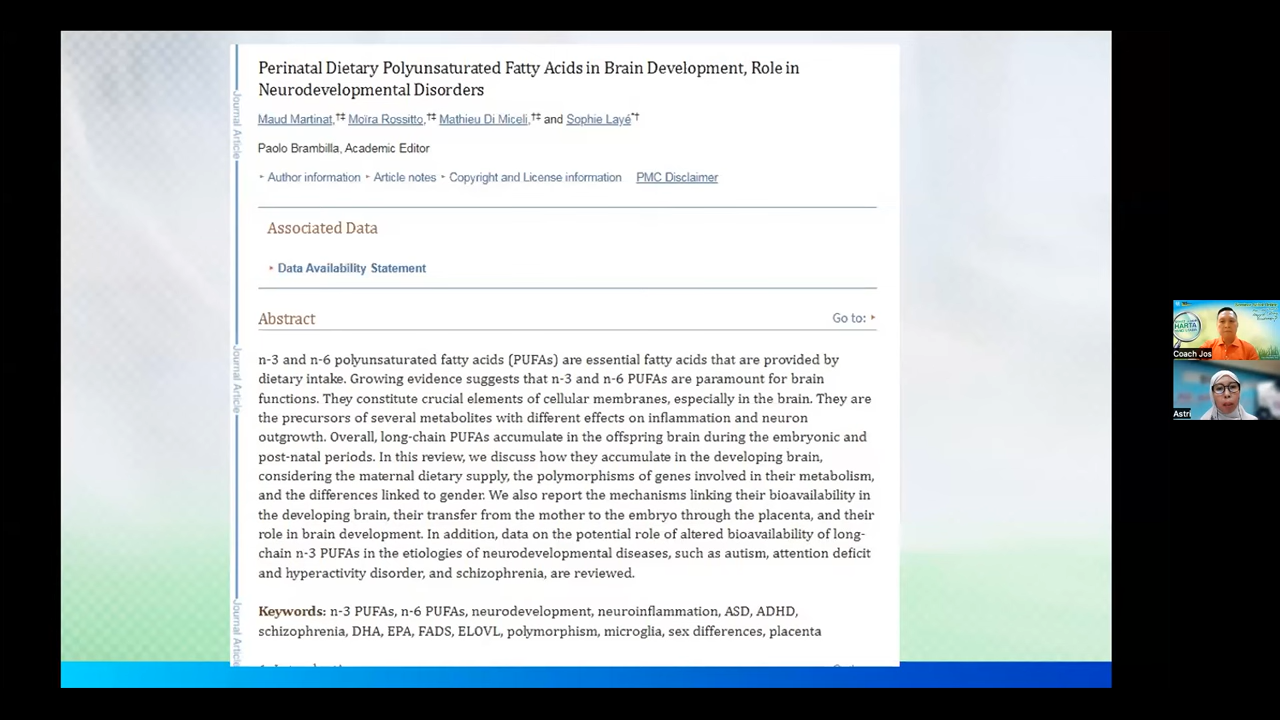 Perinatal Dietary Polyunsaturated Fatty Acids in Brain Development, Role in
Neurodevelopmental Disorders
Maud Martinat,†‡ Moïra Rossitto,†‡ Mathieu Di Miceli,†‡ and Sophie Layé*†
Paolo Brambilla, Academic Editor
Author information Article notes Copyright and License information PMC Disclaimer
Associated Data
Data Availability Statement
Abstract
Go to:
n-3 and n-6 polyunsaturated fatty acids (PUFAs) are essential fatty acids that are provided by
dietary intake. Growing evidence suggests that n-3 and n-6 PUFAs are paramount for brain
functions. They constitute crucial elements of cellular membranes, especially in the brain. They are
the precursors of several metabolites with different effects on inflammation and neuron
outgrowth. Overall, long-chain PUFAs accumulate in the offspring brain during the embryonic and
post-natal periods. In this review, we discuss how they accumulate in the developing brain,
considering the maternal dietary supply, the polymorphisms of genes involved in their metabolism,
and the differences linked to gender. We also report the mechanisms linking their bioavailability in
the developing brain, their transfer from the mother to the embryo through the placenta, and their
role in brain development. In addition, data on the potential role of altered bioavailability of long-
chain n-3 PUFAs in the etiologies of neurodevelopmental diseases, such as autism, attention deficit
and hyperactivity disorder, and schizophrenia, are reviewed.
Keywords: n-3 PUFAs, n-6 PUFAs, neurodevelopment, neuroinflammation, ASD, ADHD,
schizophrenia, DHA, EPA, FADS, ELOVL, polymorphism, microglia, sex differences, placenta
Journal Article
Journal Article
Journal Article
HARTA
Coach Jos
Astri